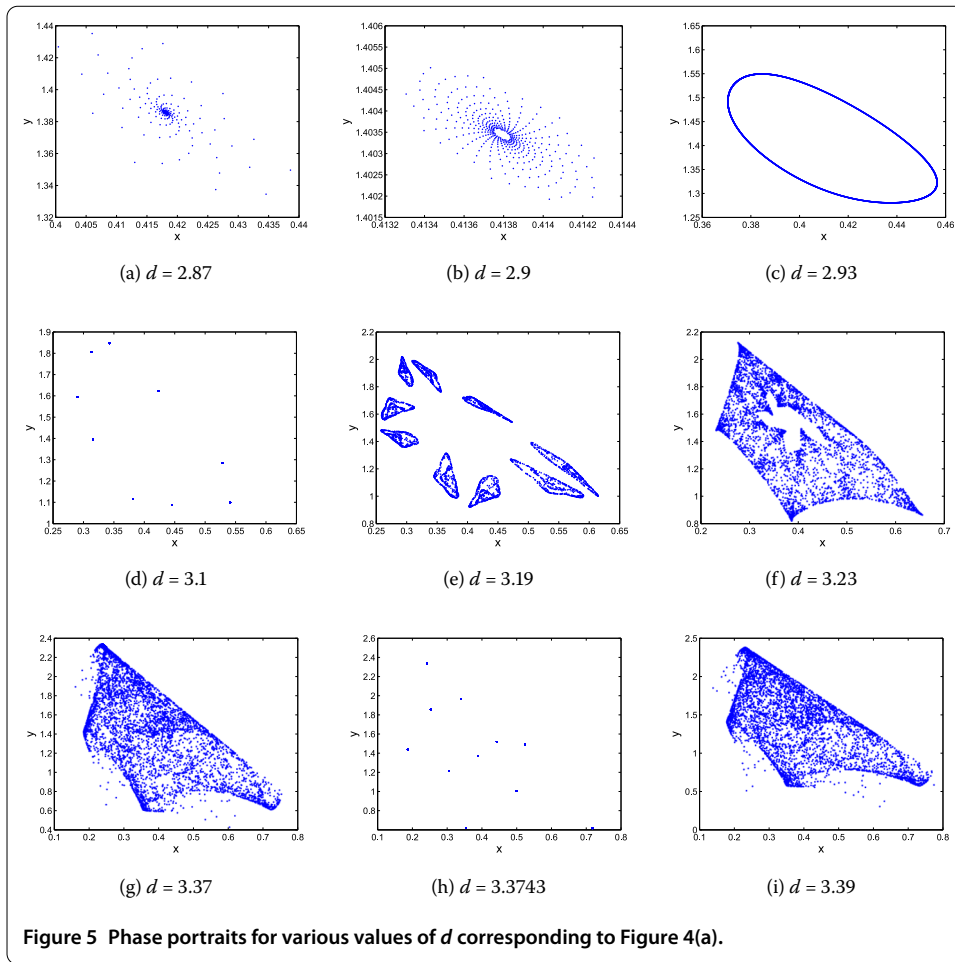 1.44
1.42
1.4
1.38
1.36
1.34
1.32
y
0.4 0.405 0.41 0.415 0.42 0.425 0.43 0.435 0.44
x
(a) d = 2.87
1.406
1.4055
1.405
1.4045
1.404
1.4035
1.403
1.4025
1.402
1.4015
y
0.4132 0.4134 0.4136 0.4138 0.414 0.4142 0.4144
x
(b) d = 2.9
1.55
1.5
1.45
1.4
1.35
1.3
1.25
y
0.36 0.38 0.4 0.42 0.44 0.46
x
(c) d = 2.93
1.9
1.8
1.7
1.6
1.5
1.4
1.3
1.2
1.1
1
y
0.25 0.3 0.35 0.4 0.45 0.5 0.55 0.6 0.65
x
(d) d = 3.1
2.2
2
1.8
1.6
1.4
1.2
1
0.8
y
0.25 0.3 0.35 0.4 0.45 0.5 0.55 0.6 0.65
x
(e) d = 3.19
2.2
2
1.8
1.6
1.4
1.2
1
0.8
y
0.2 0.3 0.4 0.5 0.6 0.7
x
(f) d = 3.23
2.4
2.2
2
1.8
1.6
1.4
1.2
1
0.8
0.6
0.4
y
0.1 0.2 0.3 0.4 0.5 0.6 0.7 0.8
x
(g) d = 3.37
2.6
2.4
2.2
2
1.8
1.6
1.4
1.2
1
0.8
y
0.1 0.2 0.3 0.4 0.5 0.6 0.7 0.8
x
(h) d = 3.3743
2.5
2
1.5
1
0.5
0
y
0.1 0.2 0.3 0.4 0.5 0.6 0.7 0.8
x
(i) d = 3.39
Figure 5 Phase portraits for various values of d corresponding to Figure 4(a).